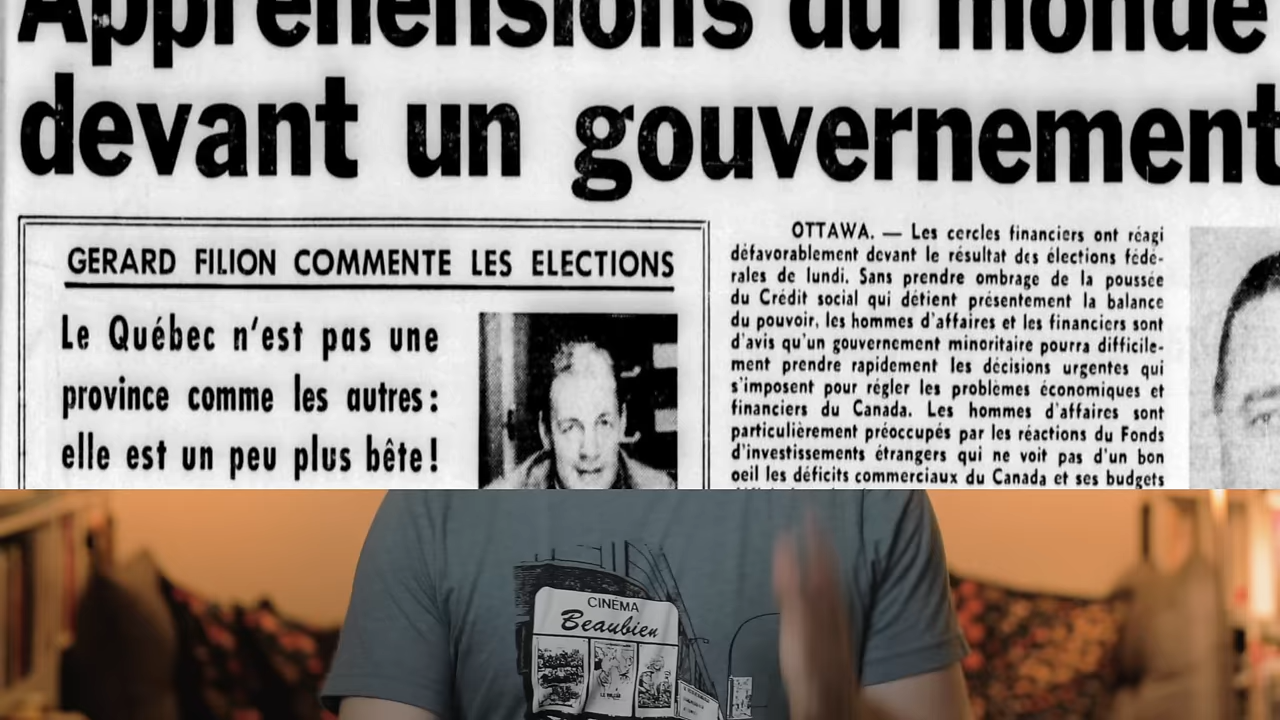 Appréhensions du monde
devant un gouvernement
GERARD FILION COMMENTE LES ELECTIONS
Le Québec n'est pas une
province comme les autres:
elle est un peu plus bête!
OTTAWA. — Les cercles financiers ont réagi
défavorablement devant le résultat des élections fédé-
rales de lundi. Sans prendre ombrage de la poussée
du Crédit social qui détient présentement la balance
du pouvoir, les hommes d'affaires et les financiers sont
d'avis qu'un gouvernement minoritaire pourra difficile-
ment prendre rapidement les décisions urgentes qui
s'imposent pour régler les problèmes économiques et
financiers du Canada. Les hommes d'affaires sont
particulièrement préoccupés par les réactions du Fonds
d'investissements étrangers qui ne voit pas d'un bon
oeil les déficits commerciaux du Canada et ses budgets
CINÉMA
Beaubien